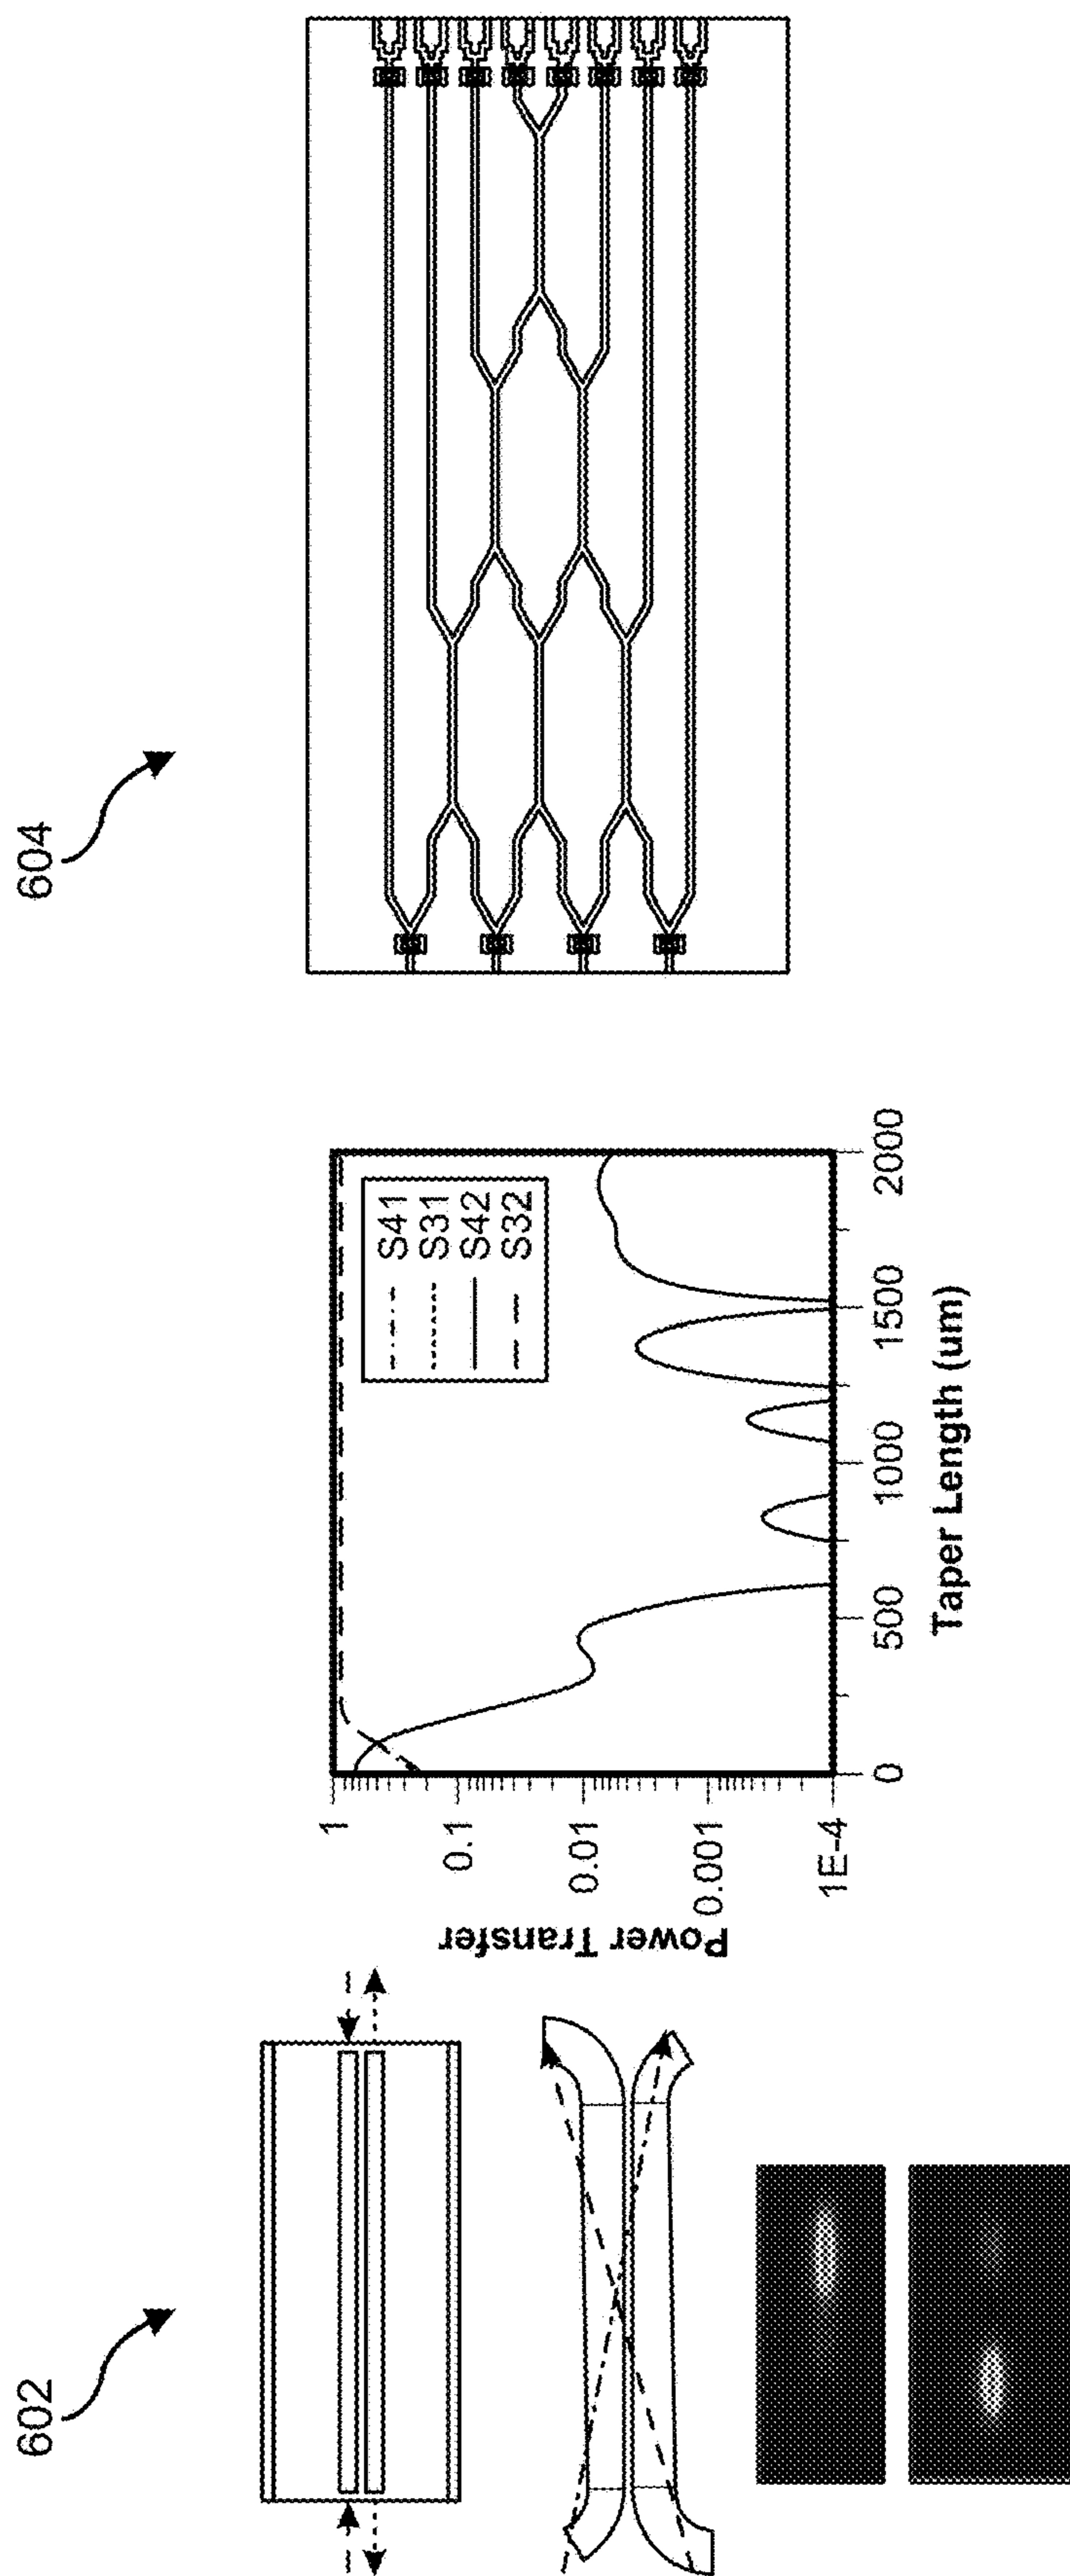 602
604
Power Transfer
1
0.1
0.01
0.001
1E-4
S41
S31
S42
S32
0
500
1000
1500
2000
Taper Length (um)